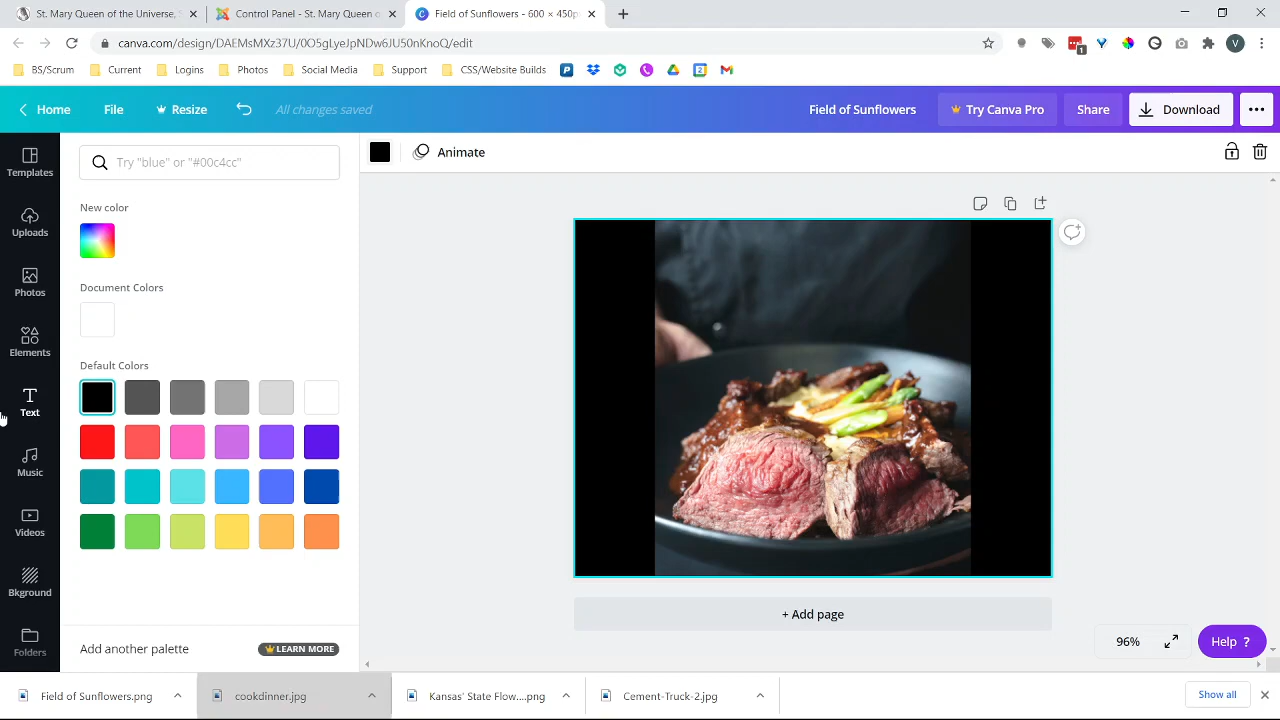 St. Mary Queen of the Universe,
Control Panel - St. Mary Queen o
Field of Sunflowers - 600 × 450p
canva.com/design/DAEMsMXz37U/0O5gLyeJpNDw6JU50nKnoQ/edit
1
V
BS/Scrum
Current
Logins
Photos
Social Media
Support
CSS/Website Builds
Home
File
Resize
All changes saved
Field of Sunflowers
Try Canva Pro
Share
Download
Templates
Uploads
Photos
Elements
Text
Music
Videos
Bkground
Folders
Try "blue" or "#00c4cc"
New color
Document Colors
Default Colors
Add another palette
LEARN MORE
Animate
+ Add page
96%
Help ?
Field of Sunflowers.png
cookdinner.jpg
Kansas' State Flow....png
Cement-Truck-2.jpg
Show all